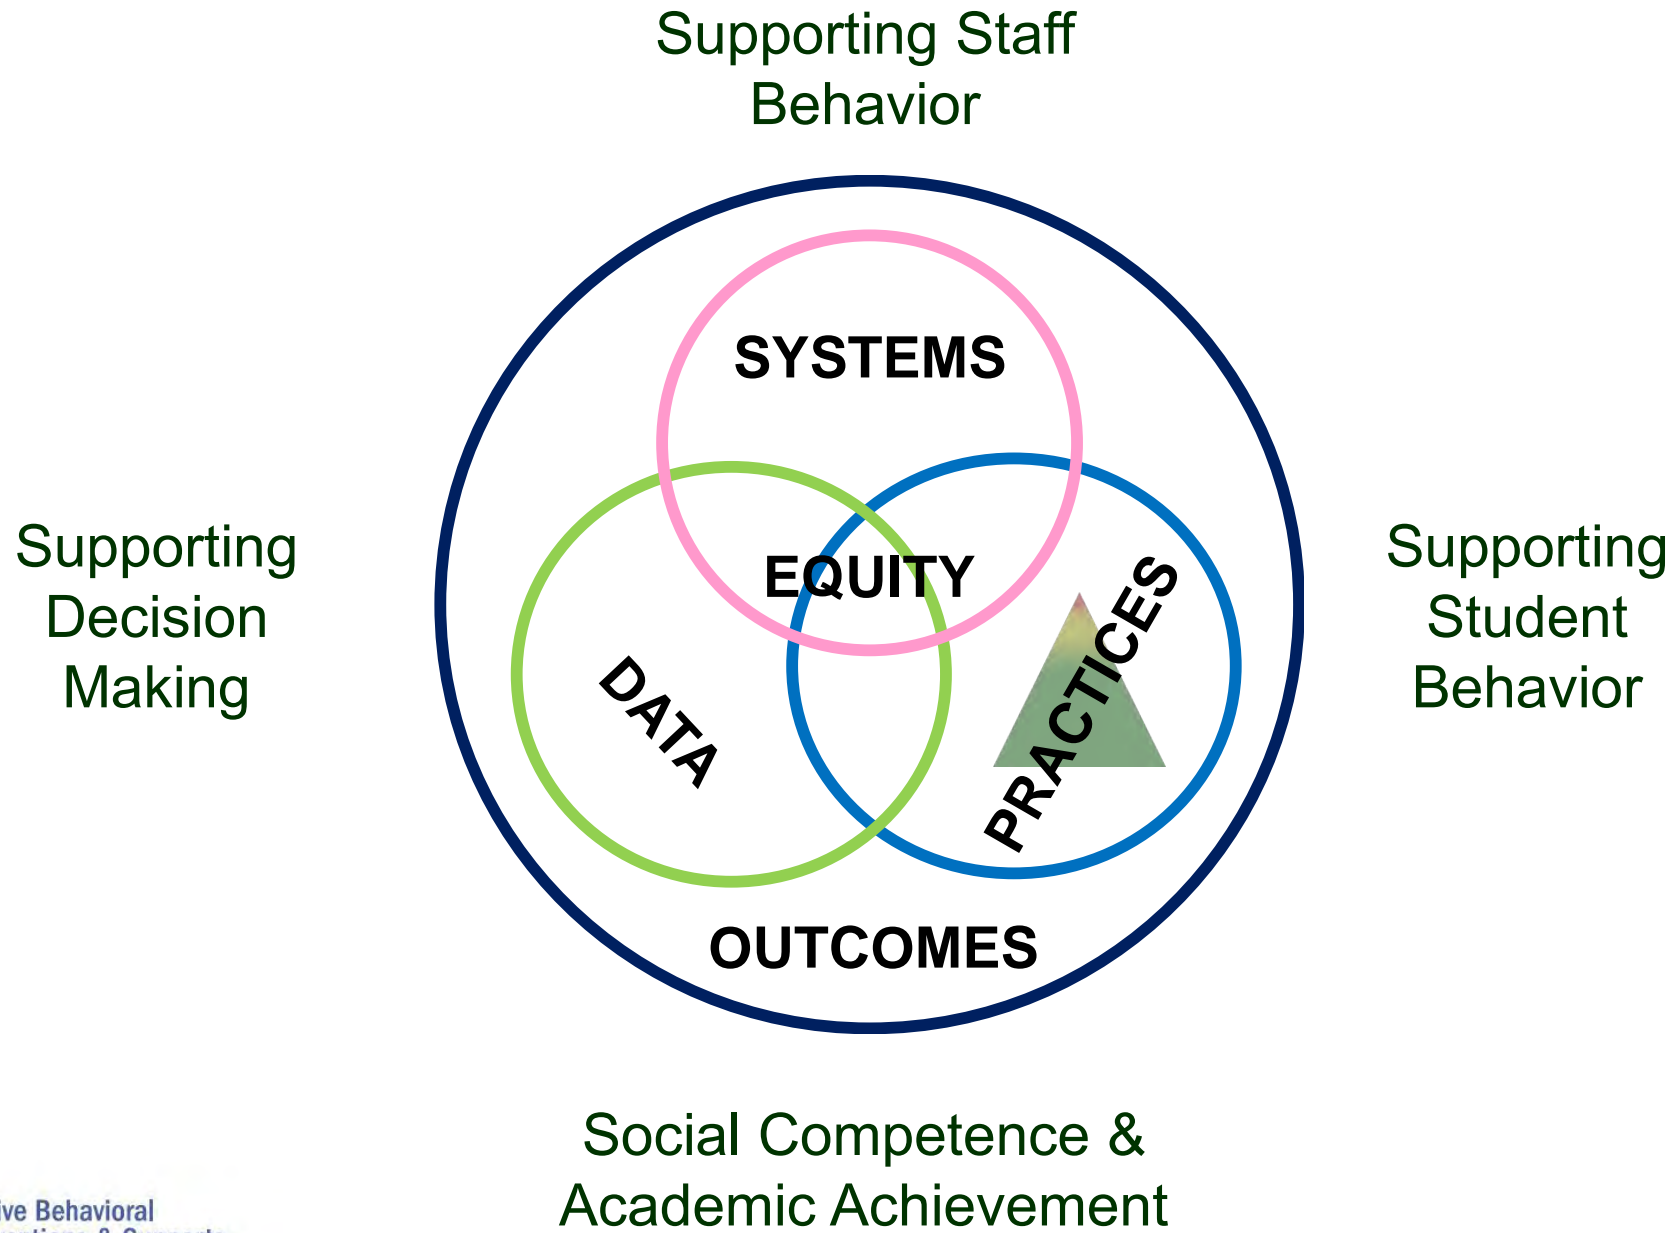 Supporting Staff
Behavior
SYSTEMS
Supporting
Decision
Making
EQUITY
Supporting
Student
Behavior
DATA
PRACTICES
OUTCOMES
Social Competence &
Academic Achievement
Behavioral